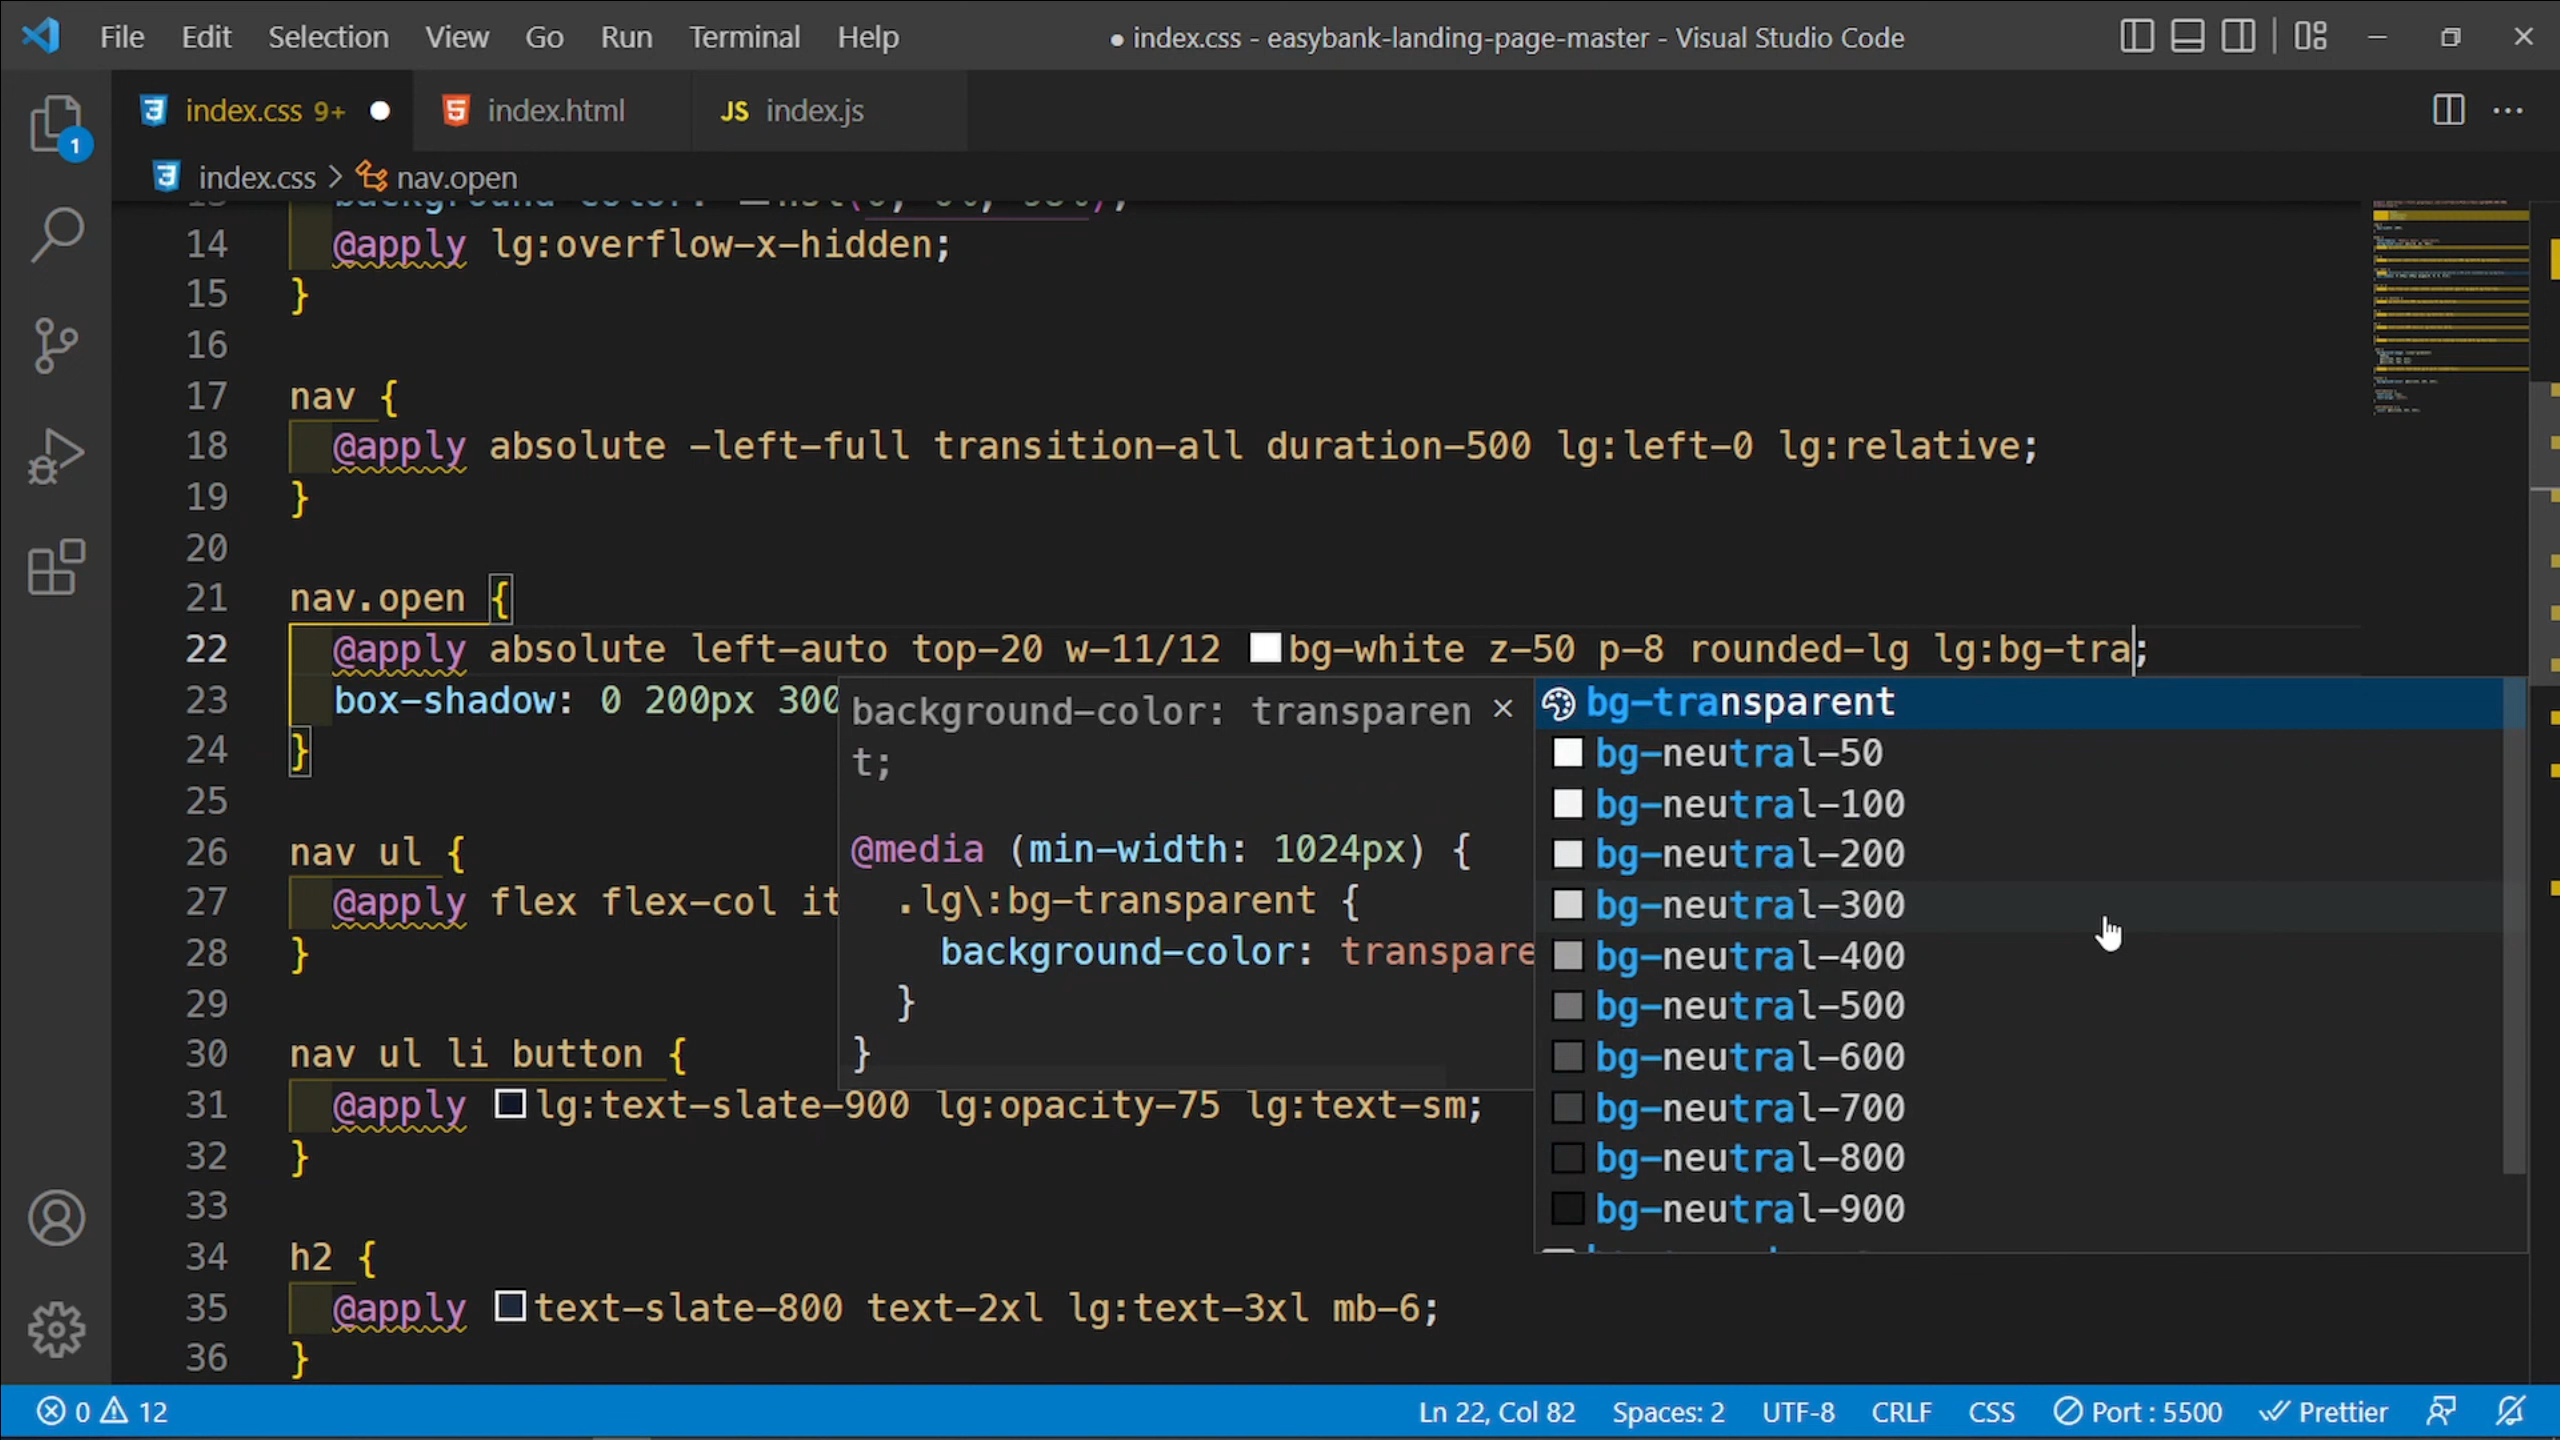 File Edit Selection View Go Run Terminal Help ● index.css - easybank-landing-page-master - Visual Studio Code
index.css 9+ index.html JS index.js
1
index.css > nav.open
14 @apply lg:overflow-x-hidden;
15 }
16
17 nav {
18 @apply absolute -left-full transition-all duration-500 lg:left-0 lg:relative;
19 }
20
21 nav.open {
22 @apply absolute left-auto top-20 w-11/12 bg-white z-50 p-8 rounded-lg lg:bg-tra;
23 box-shadow: 0 200px 300
24 }
25
26 nav ul {
27 @apply flex flex-col it
28 }
29
30 nav ul li button {
31 @apply lg:text-slate-900 lg:opacity-75 lg:text-sm;
32 }
33
34 h2 {
35 @apply text-slate-800 text-2xl lg:text-3xl mb-6;
36 }
background-color: transparen
t;
@media (min-width: 1024px) {
.lg\:bg-transparent {
background-color: transpare
}
}
bg-transparent
bg-neutral-50
bg-neutral-100
bg-neutral-200
bg-neutral-300
bg-neutral-400
bg-neutral-500
bg-neutral-600
bg-neutral-700
bg-neutral-800
bg-neutral-900
0 12 Ln 22, Col 82 Spaces: 2 UTF-8 CRLF CSS Port : 5500 Prettier